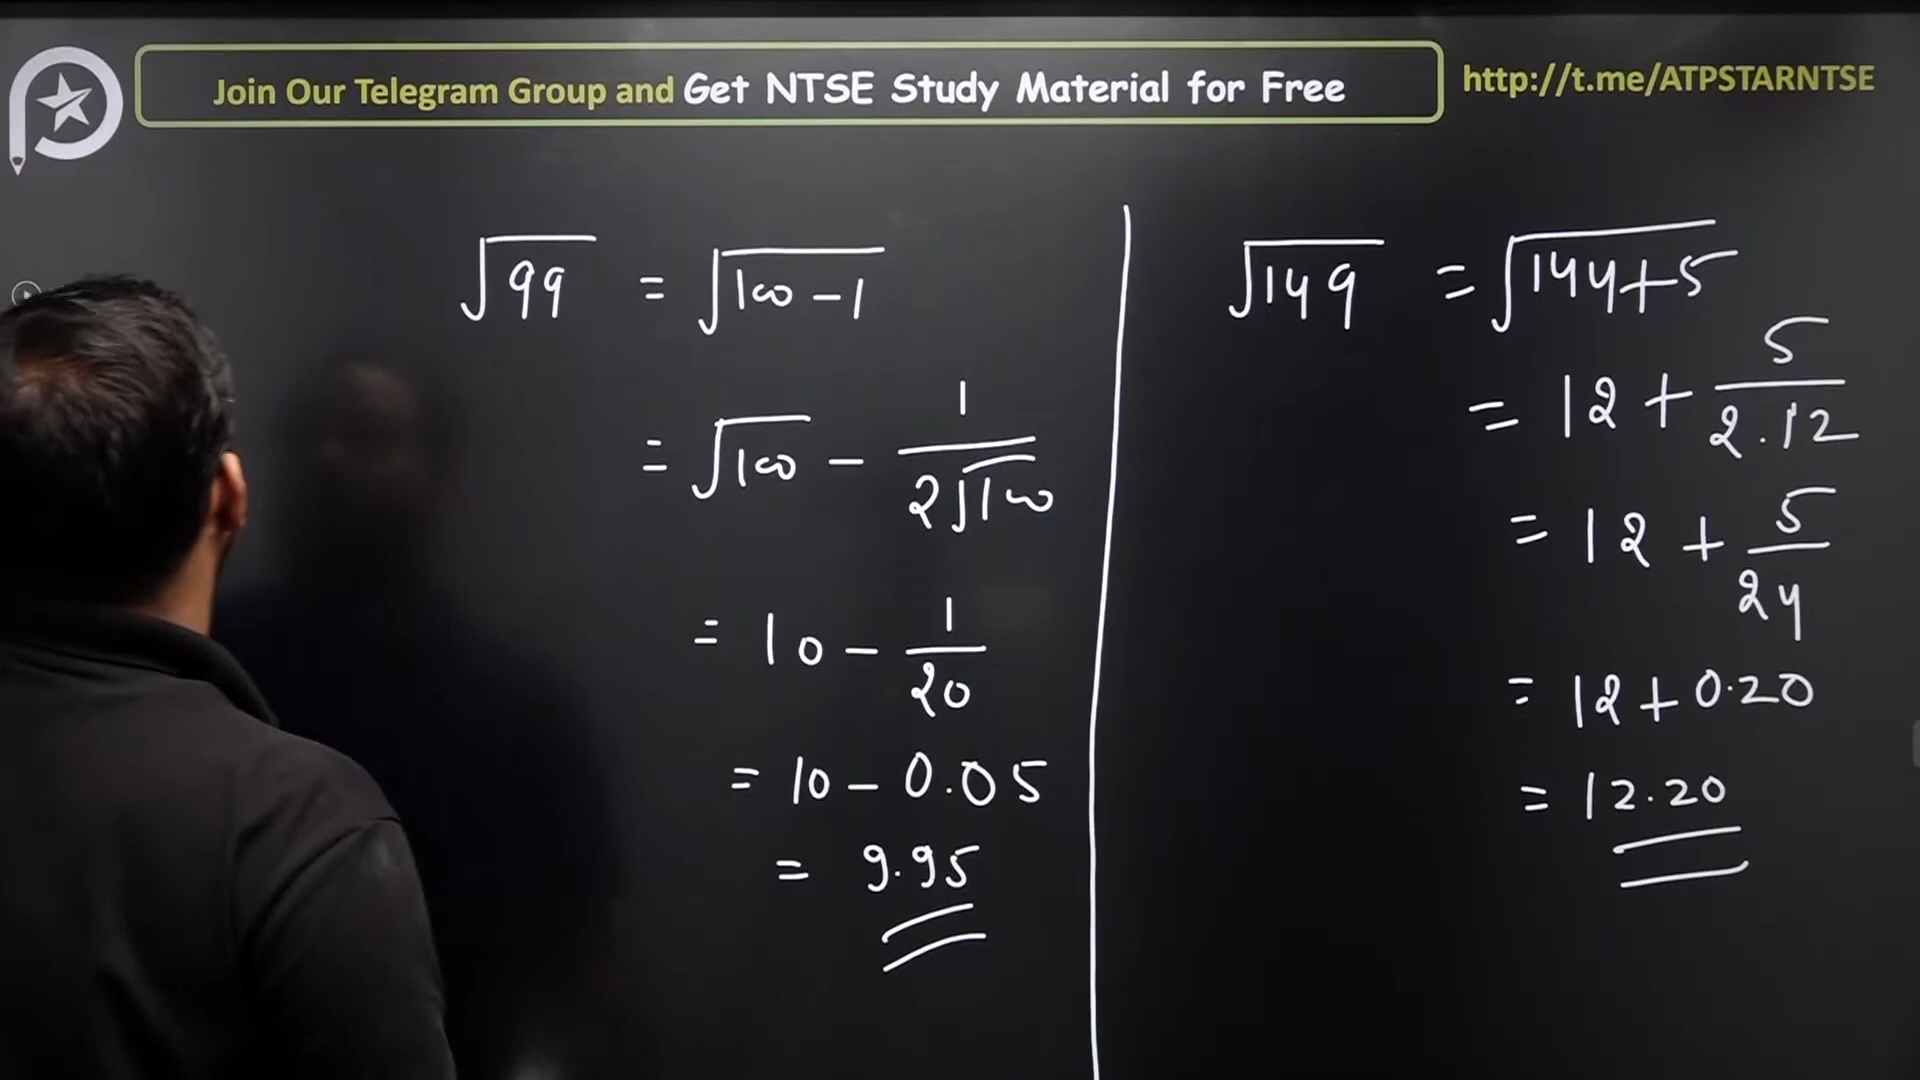 Join Our Telegram Group and Get NTSE Study Material for Free
http://t.me/ATPSTARNTSE
√99 = √100 - 1
= √100 - 1/2√100
= 10 - 1/20
= 10 - 0.05
= 9.95
√149 = √144+5
= 12 + 5/2.12
= 12 + 5/24
= 12 + 0.20
= 12.20